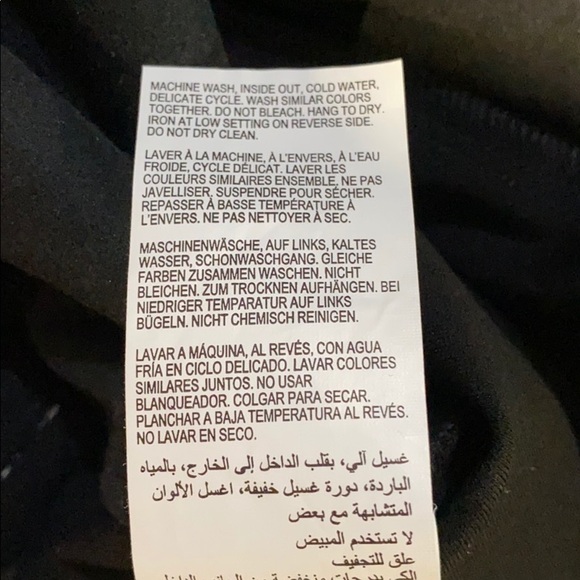 MACHINE WASH, INSIDE OUT, COLD WATER,
DELICATE CYCLE. WASH SIMILAR COLORS
TOGETHER. DO NOT BLEACH. HANG TO DRY.
IRON AT LOW SETTING ON REVERSE SIDE.
DO NOT DRY CLEAN.
LAVER À LA MACHINE, À L'ENVERS, À L'EAU
FROIDE, CYCLE DÉLICAT. LAVER LES
COULEURS SIMILAIRES ENSEMBLE, NE PAS
JAVELLISER, SUSPENDRE POUR SÉCHER.
REPASSER À BASSE TEMPÉRATURE À
L'ENVERS. NE PAS NETTOYER À SEC.
MASCHINENWÄSCHE, AUF LINKS, KALTES
WASSER, SCHONWASCHGANG. GLEICHE
FARBEN ZUSAMMEN WASCHEN. NICHT
BLEICHEN. ZUM TROCKNEN AUFHÄNGEN. BEI
NIEDRIGER TEMPARATUR AUF LINKS
BÜGELN. NICHT CHEMISCH REINIGEN.
LAVAR A MÁQUINA, AL REVÉS, CON AGUA
FRÍA EN CICLO DELICADO. LAVAR COLORES
SIMILARES JUNTOS. NO USAR
BLANQUEADOR. COLGAR PARA SECAR.
PLANCHAR A BAJA TEMPERATURA AL REVÉS.
NO LAVAR EN SECO.
غسيل آلي، بقلب الداخل إلى الخارج، بالمياه
الباردة، دورة غسيل خفيفة، اغسل الألوان
المتشابهة مع بعض
لا تستخدم المبيض
علق للتجفيف